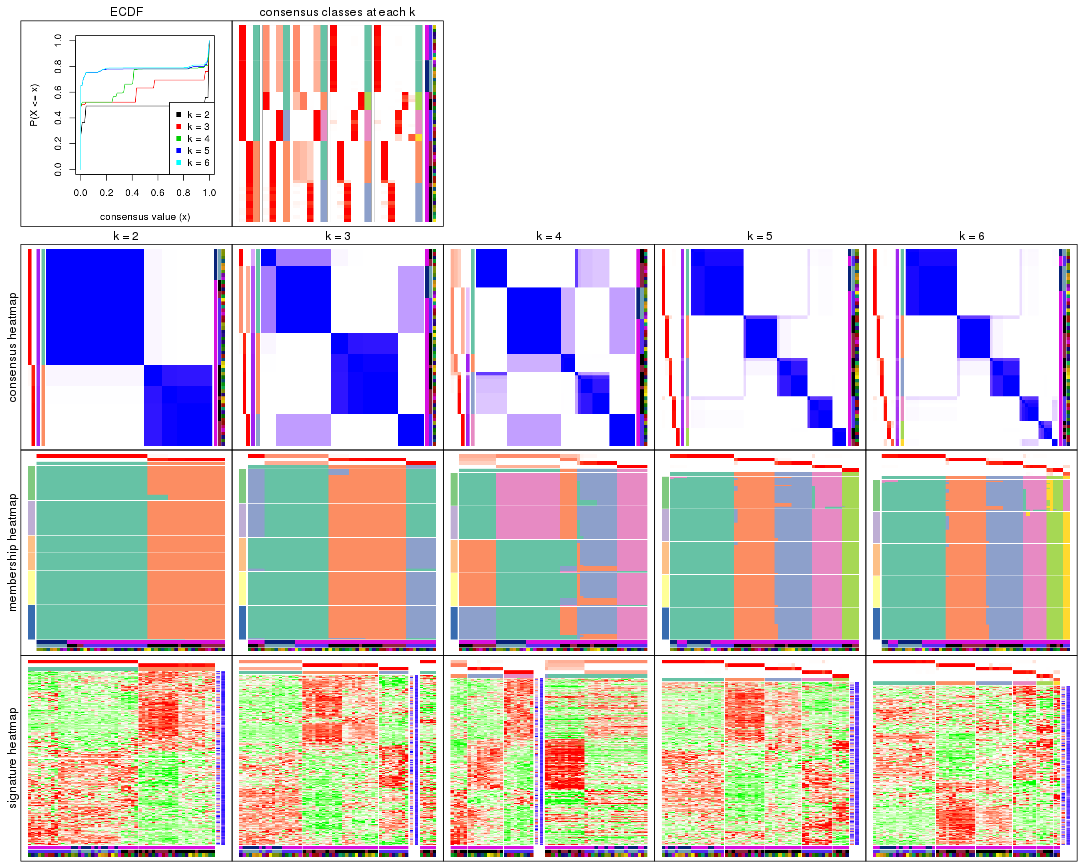 ECDF
consensus classes at each k
P(X <= x)
1.0
0.8
0.6
0.4
0.2
0.0
k = 2
k = 3
k = 4
k = 5
k = 6
0.0 0.2 0.4 0.6 0.8 1.0
consensus value (x)
k = 2
k = 3
k = 4
k = 5
k = 6
consensus heatmap
membership heatmap
signature heatmap